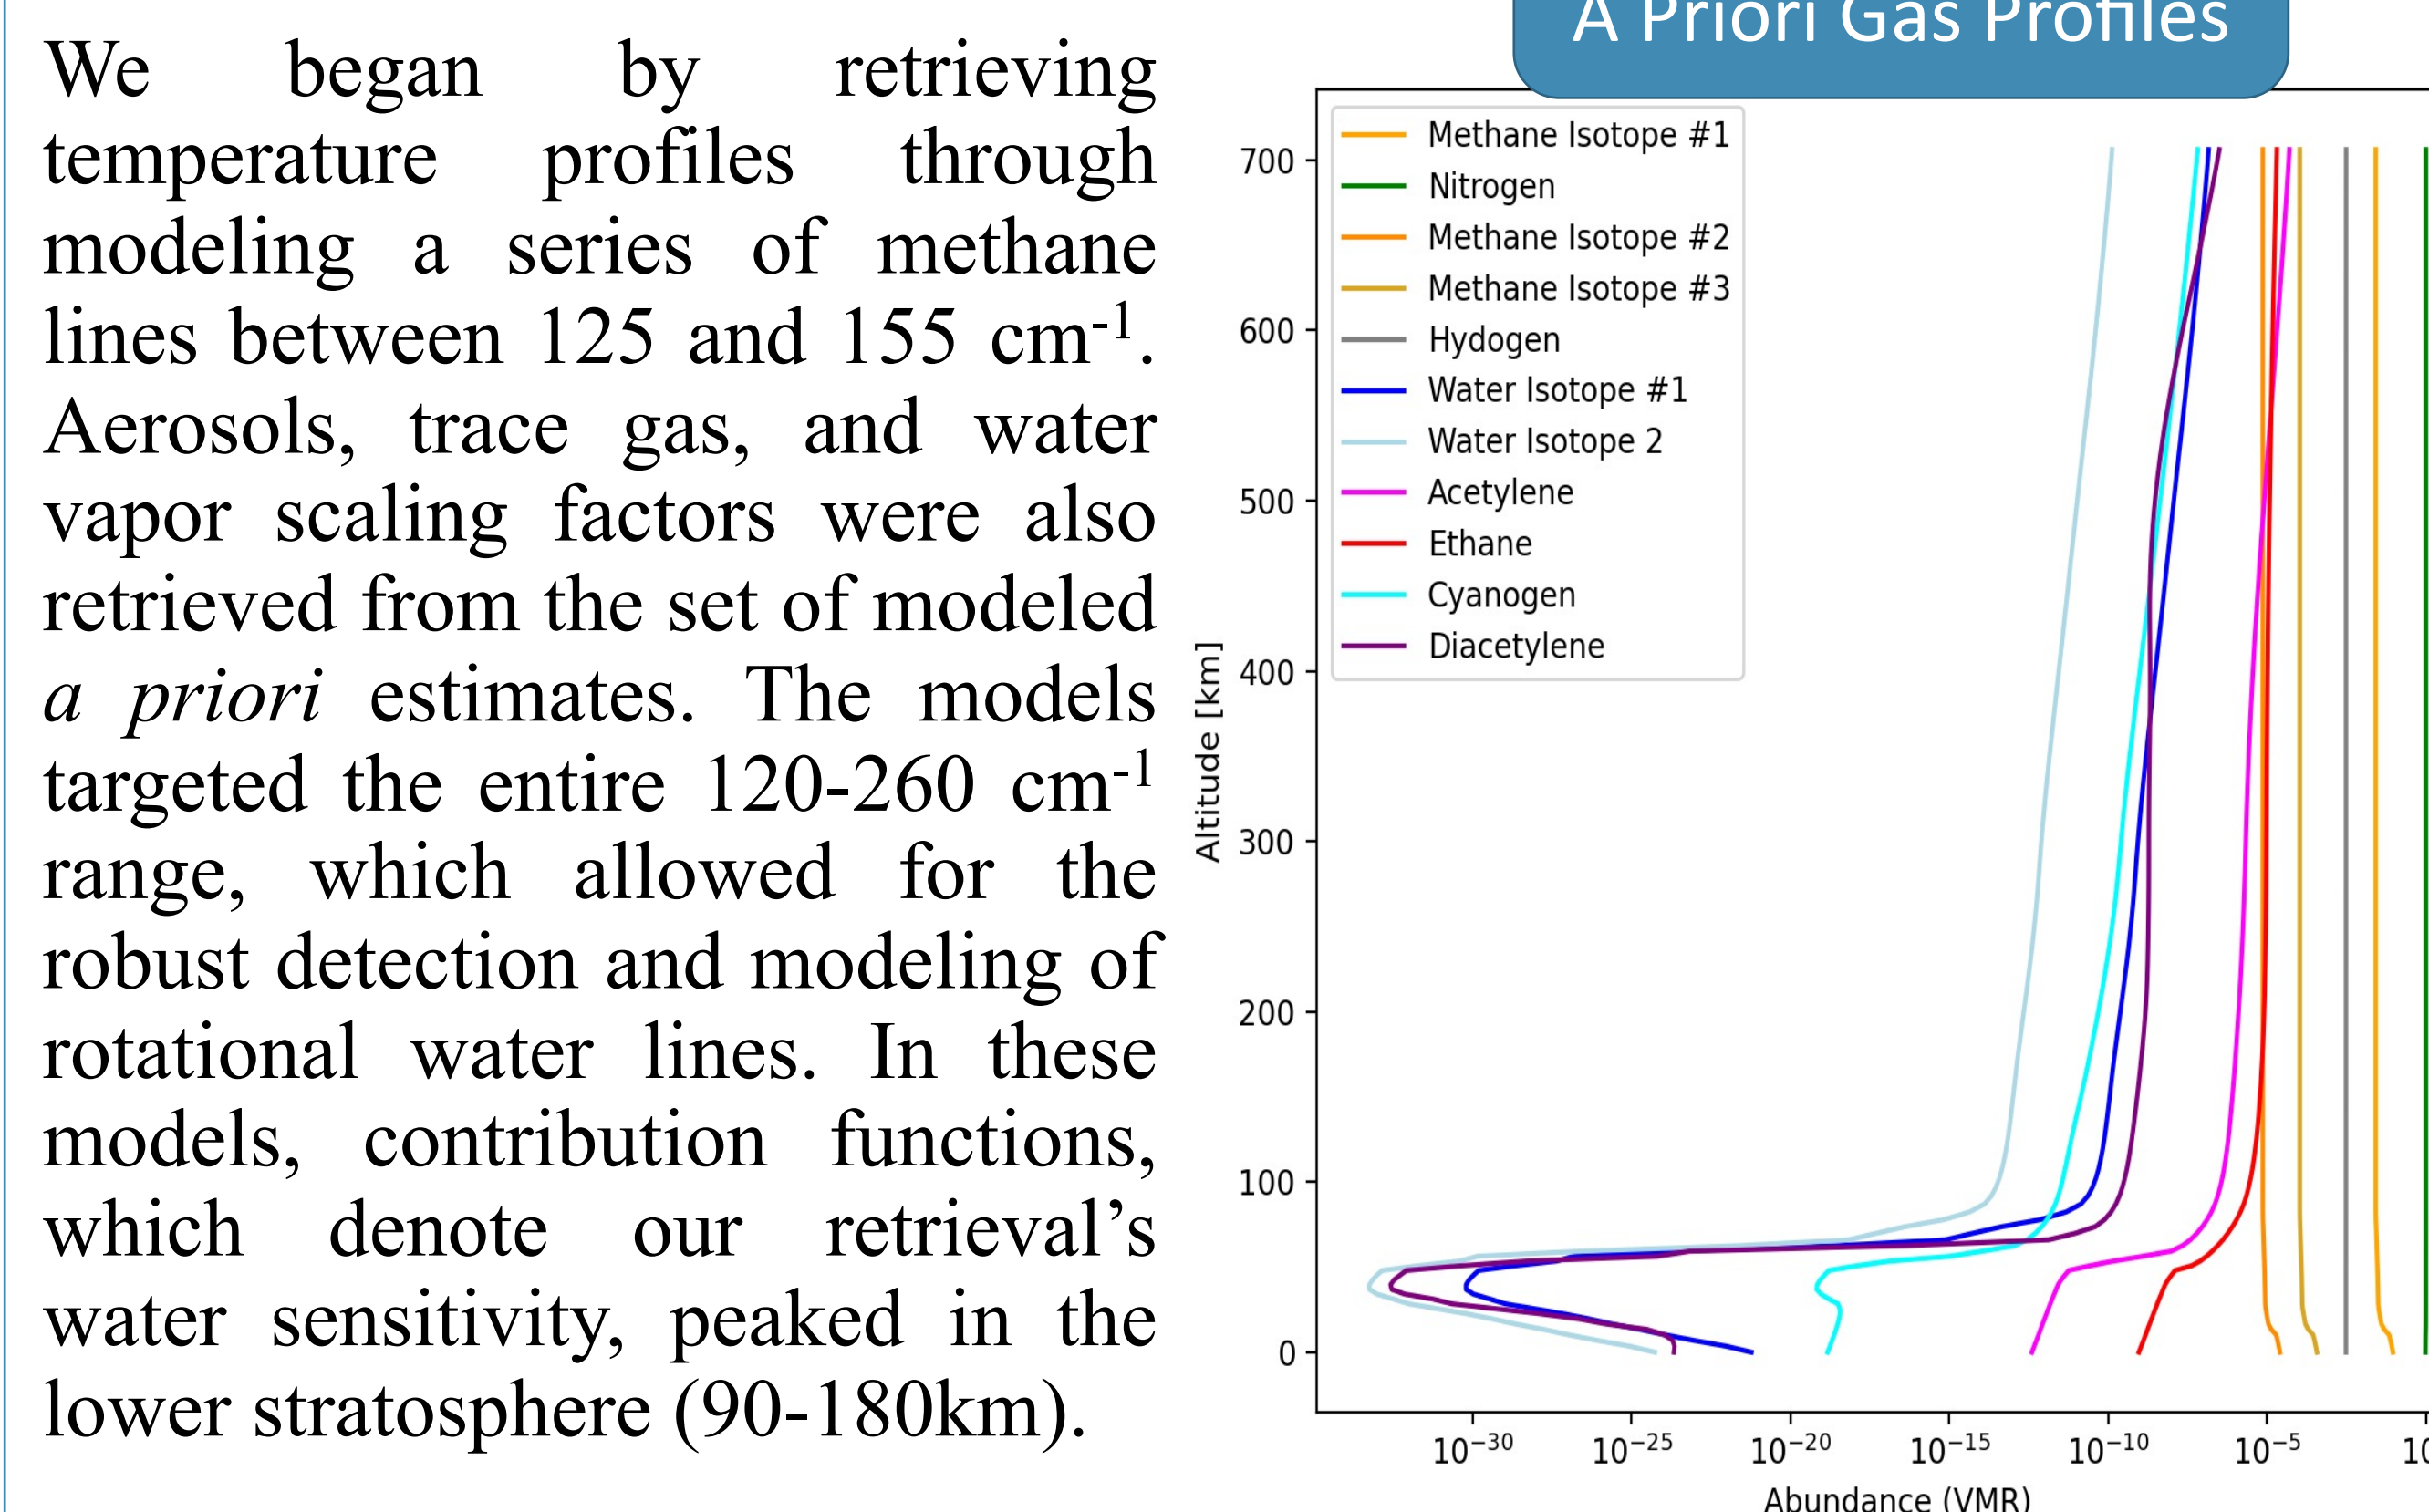 We began by retrieving
temperature profiles through
modeling a series of methane
lines between 125 and 155 cm⁻¹.
Aerosols, trace gas, and water
vapor scaling factors were also
retrieved from the set of modeled
a priori estimates. The models
targeted the entire 120-260 cm⁻¹
range, which allowed for the
robust detection and modeling of
rotational water lines. In these
models, contribution functions,
which denote our retrieval’s
water sensitivity, peaked in the
lower stratosphere (90-180km).
A Priori Gas Profiles
Methane Isotope #1
Nitrogen
Methane Isotope #2
Methane Isotope #3
Hydogen
Water Isotope #1
Water Isotope 2
Acetylene
Ethane
Cyanogen
Diacetylene
Altitude [km]
700
600
500
400
300
200
100
0
10⁻³⁰ 10⁻²⁵ 10⁻²⁰ 10⁻¹⁵ 10⁻¹⁰ 10⁻⁵
Abundance (VMR)